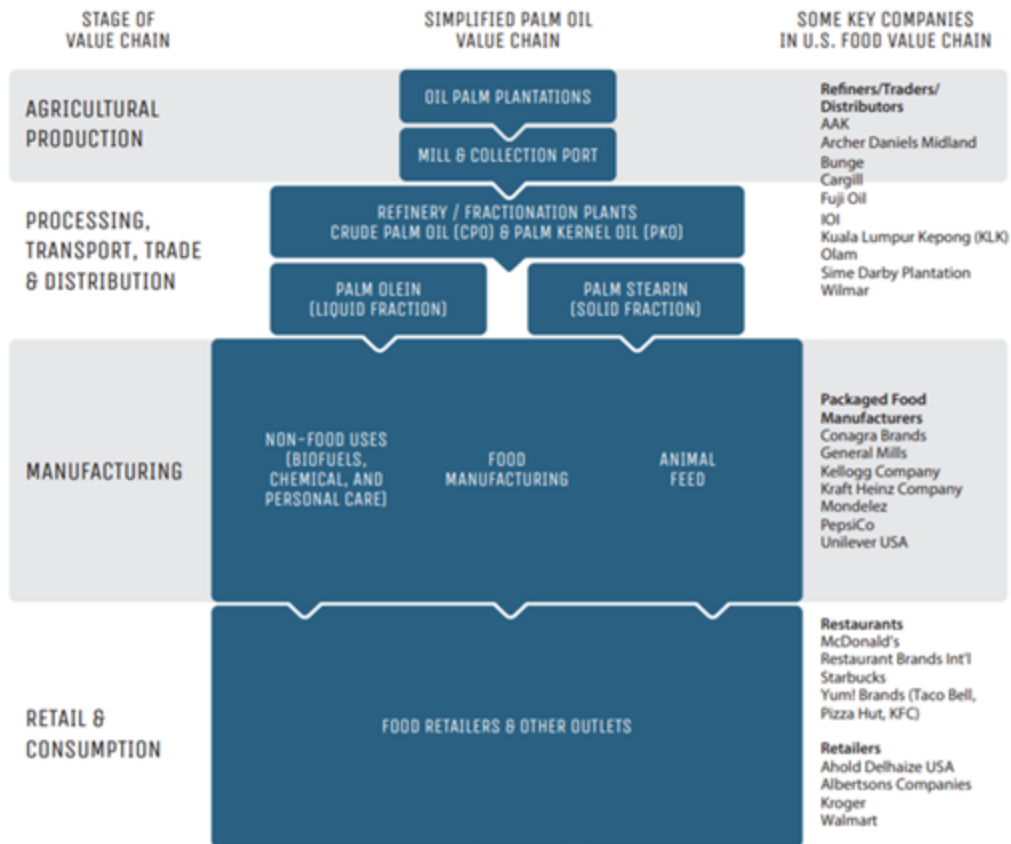 STAGE OF
VALUE CHAIN
SIMPLIFIED PALM OIL
VALUE CHAIN
SOME KEY COMPANIES
IN U.S. FOOD VALUE CHAIN
AGRICULTURAL
PRODUCTION
OIL PALM PLANTATIONS
MILL & COLLECTION PORT
Refiners/Traders/
Distributors
AAK
Archer Daniels Midland
Bunge
Cargill
Fuji Oil
IOI
Kuala Lumpur Kepong (KLK)
Olam
Sime Darby Plantation
Wilmar
PROCESSING,
TRANSPORT, TRADE
& DISTRIBUTION
REFINERY / FRACTIONATION PLANTS
CRUDE PALM OIL (CPO) & PALM KERNEL OIL (PKO)
PALM OLEIN
(LIQUID FRACTION)
PALM STEARIN
(SOLID FRACTION)
MANUFACTURING
NON-FOOD USES
(BIOFUELS,
CHEMICAL, AND
PERSONAL CARE)
FOOD
MANUFACTURING
ANIMAL
FEED
Packaged Food
Manufacturers
Conagra Brands
General Mills
Kellogg Company
Kraft Heinz Company
Mondelez
PepsiCo
Unilever USA
RETAIL &
CONSUMPTION
FOOD RETAILERS & OTHER OUTLETS
Restaurants
McDonald's
Restaurant Brands Int'l
Starbucks
Yum! Brands (Taco Bell,
Pizza Hut, KFC)
Retailers
Ahold Delhaize USA
Albertsons Companies
Kroger
Walmart